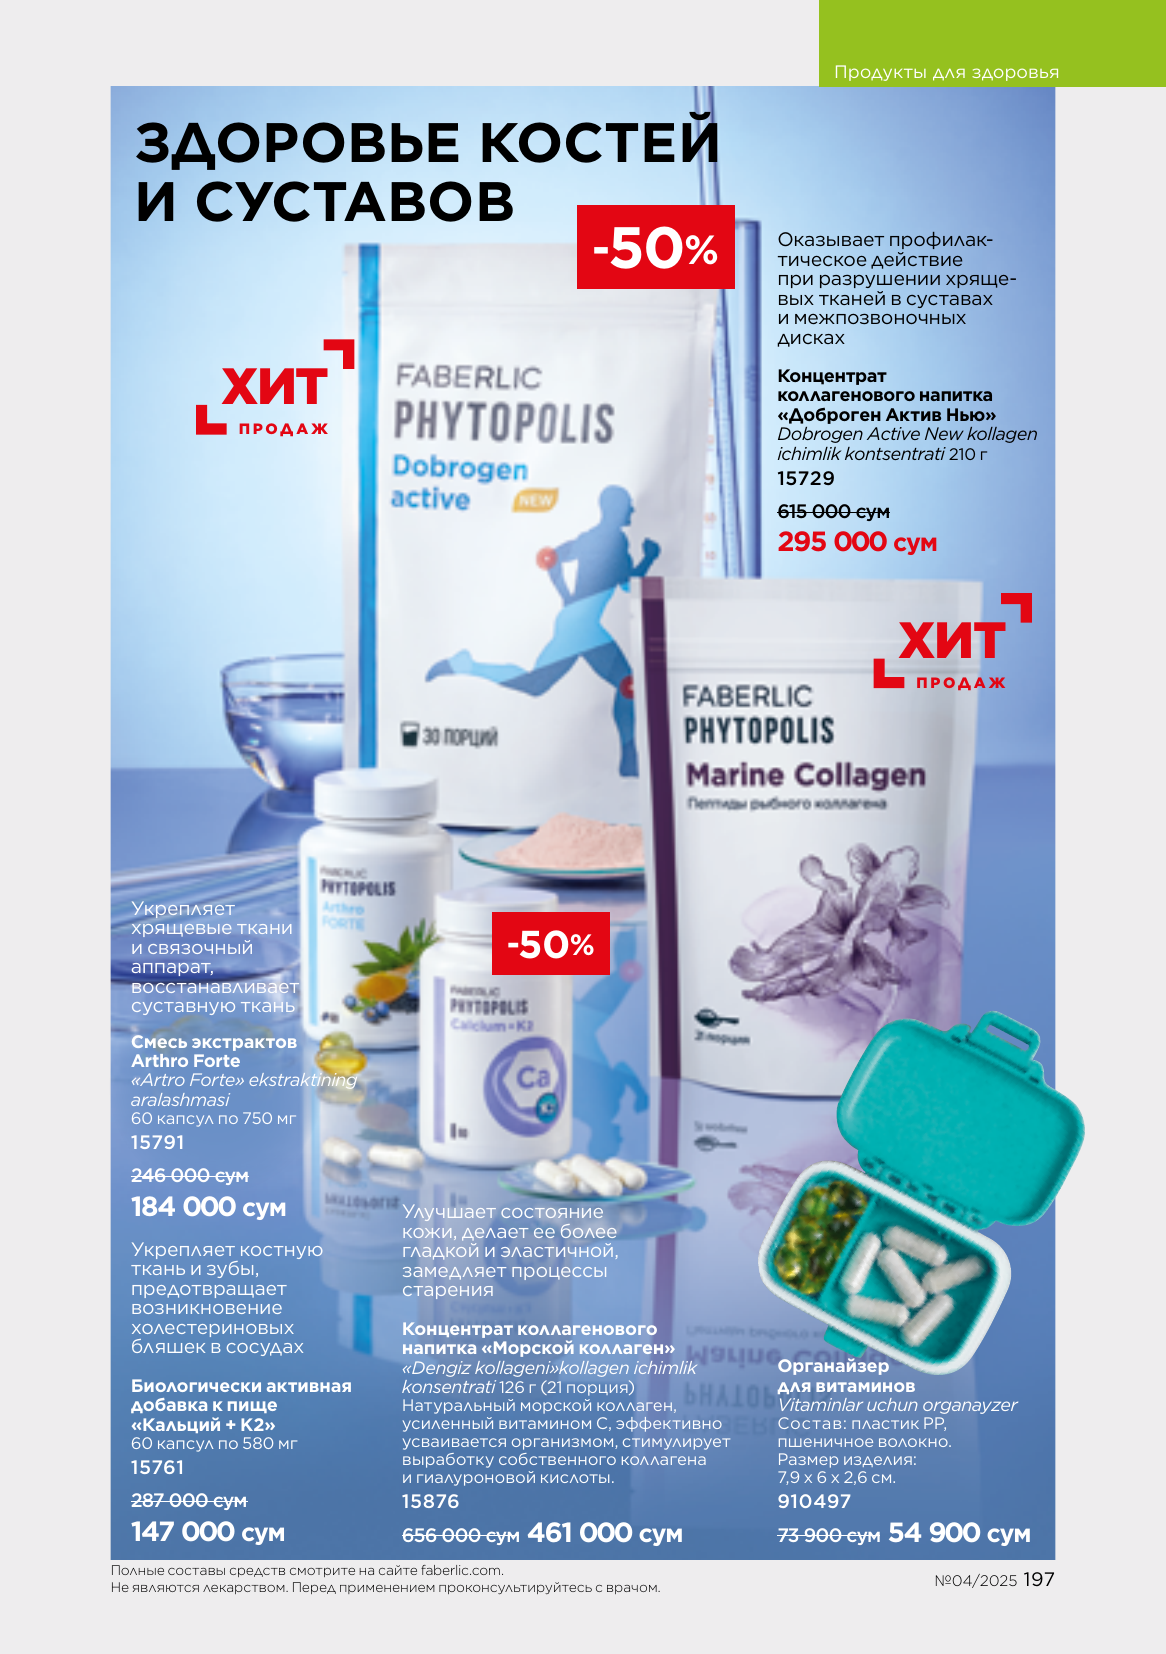 Продукты для здоровья
ЗДОРОВЬЕ КОСТЕЙ
И СУСТАВОВ
-50%
Оказывает профилак-
тическое действие
при разрушении хряще-
вых тканей в суставах
и межпозвоночных
дисках
Концентрат
коллагенового напитка
«Доброген Актив Нью»
Dobrogen Active New kollagen
ichimlik kontsentrati 210 г
15729
615 000 сум
295 000 сум
ХИТ
ПРОДАЖ
FABERLIC
PHYTOPOLIS
Dobrogen
active
NEW
30 ПОРЦИЙ
ХИТ
ПРОДАЖ
FABERLIC
PHYTOPOLIS
Marine Collagen
Пептиды рыбного коллагена
21 порция
FABERLIC
PHYTOPOLIS
Arthro
FORTE
-50%
FABERLIC
PHYTOPOLIS
Calcium+K2
Ca
K2
Укрепляет
хрящевые ткани
и связочный
аппарат,
восстанавливает
суставную ткань
Смесь экстрактов
Arthro Forte
«Artro Forte» ekstraktining
aralashmasi
60 капсул по 750 мг
15791
246 000 сум
184 000 сум
Укрепляет костную
ткань и зубы,
предотвращает
возникновение
холестериновых
бляшек в сосудах
Биологически активная
добавка к пище
«Кальций + К2»
60 капсул по 580 мг
15761
287 000 сум
147 000 сум
Улучшает состояние
кожи, делает ее более
гладкой и эластичной,
замедляет процессы
старения
Концентрат коллагенового
напитка «Морской коллаген»
«Dengiz kollageni»kollagen ichimlik
konsentrati 126 г (21 порция)
Натуральный морской коллаген,
усиленный витамином С, эффективно
усваивается организмом, стимулирует
выработку собственного коллагена
и гиалуроновой кислоты.
15876
656 000 сум 461 000 сум
Органайзер
для витаминов
Vitaminlar uchun organayzer
Состав: пластик PP,
пшеничное волокно.
Размер изделия:
7,9 х 6 х 2,6 см.
910497
73 900 сум 54 900 сум
Полные составы средств смотрите на сайте faberlic.com.
Не являются лекарством. Перед применением проконсультируйтесь с врачом.
№04/2025 197